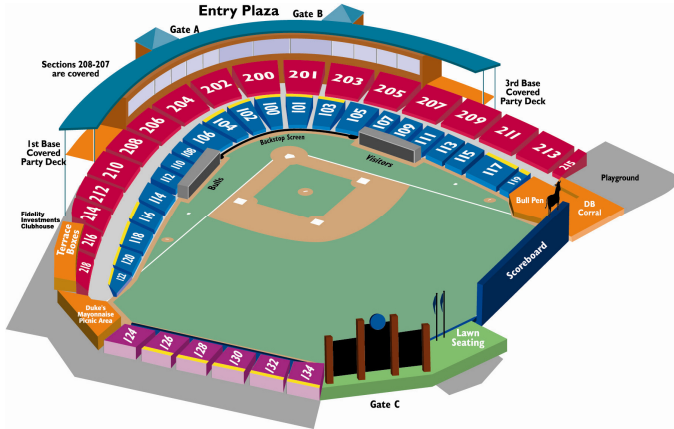 Entry Plaza
Gate A
Gate B
Sections 208-207
are covered
3rd Base
Covered
Party Deck
1st Base
Covered
Party Deck
218
216
214
212
210
208
206
204
202
200
201
203
205
207
209
211
213
215
122
120
118
116
114
112
110
108
106
104
102
100
101
103
105
107
109
111
113
115
117
119
Backstop Screen
Bulls
Visitors
Playground
Bull Pen
DB
Corral
Fidelity
Investments
Clubhouse
Terrace
Boxes
Scoreboard
Duke's
Mayonnaise
Picnic Area
124
126
128
130
132
134
Lawn
Seating
Gate C